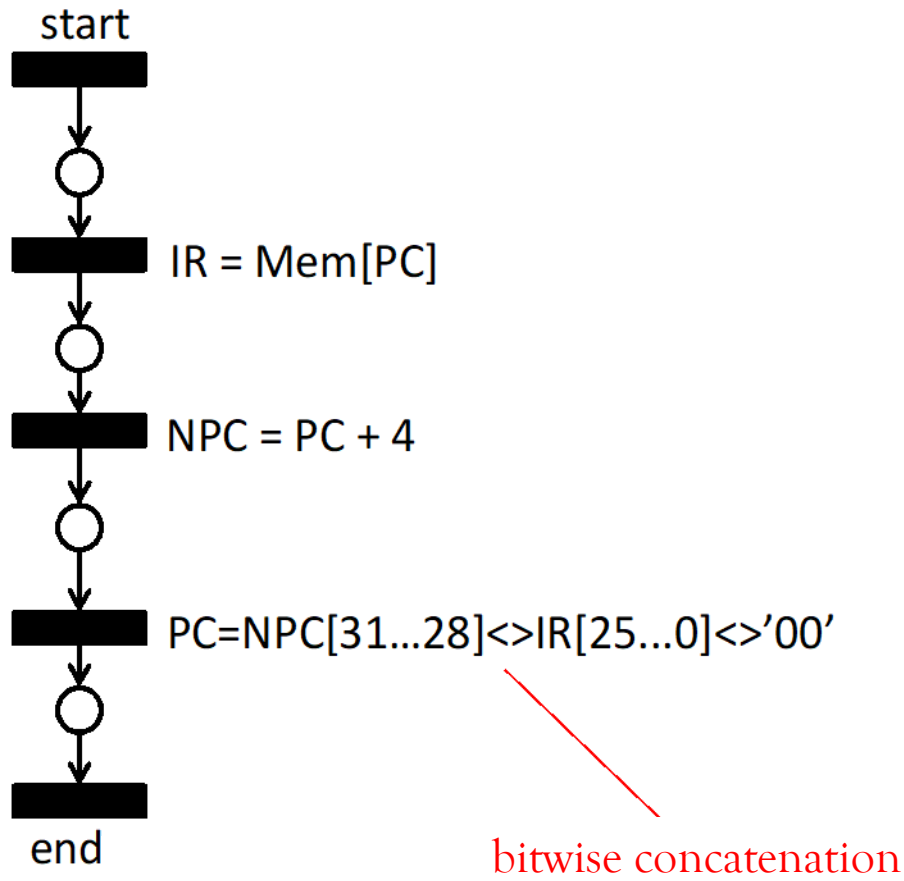 start
IR = Mem[PC]
NPC = PC + 4
PC=NPC[31...28]<>IR[25...0]<>’00’
end
bitwise concatenation